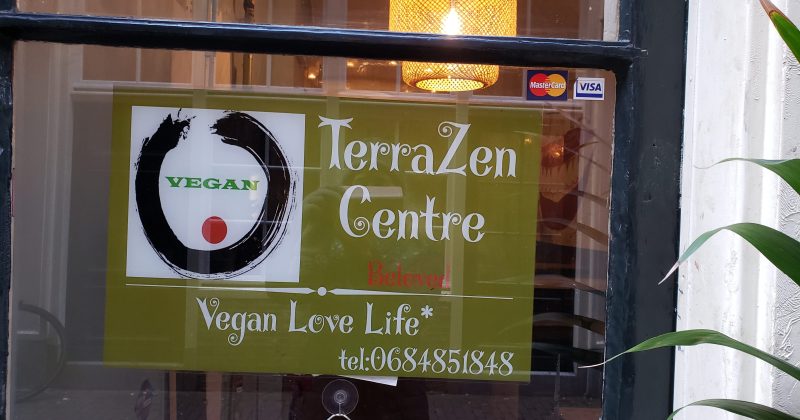 MasterCard
VISA
VEGAN
TerraZen
Centre
Beloved
Vegan Love Life*
tel:0684851848